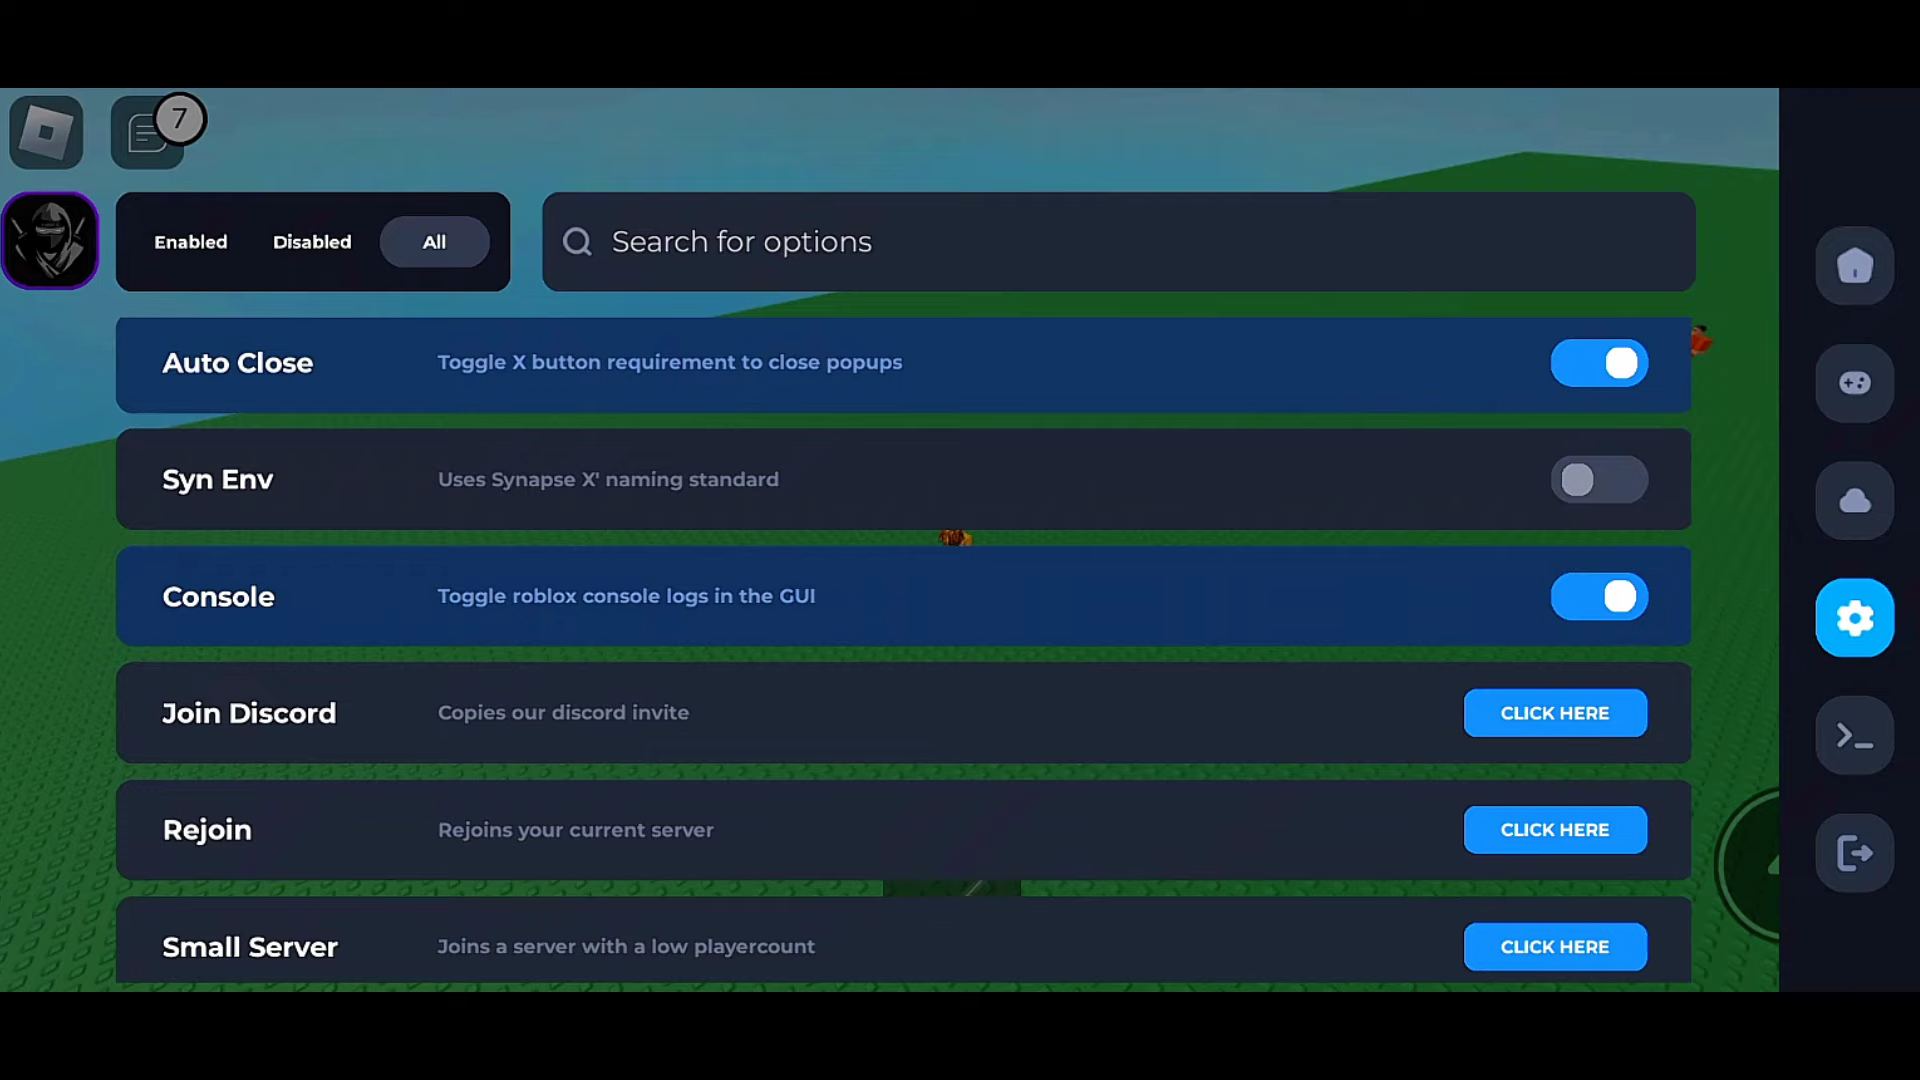 7
Enabled Disabled All
Search for options
Auto Close Toggle X button requirement to close popups
Syn Env Uses Synapse X' naming standard
Console Toggle roblox console logs in the GUI
Join Discord Copies our discord invite CLICK HERE
Rejoin Rejoins your current server CLICK HERE
Small Server Joins a server with a low playercount CLICK HERE